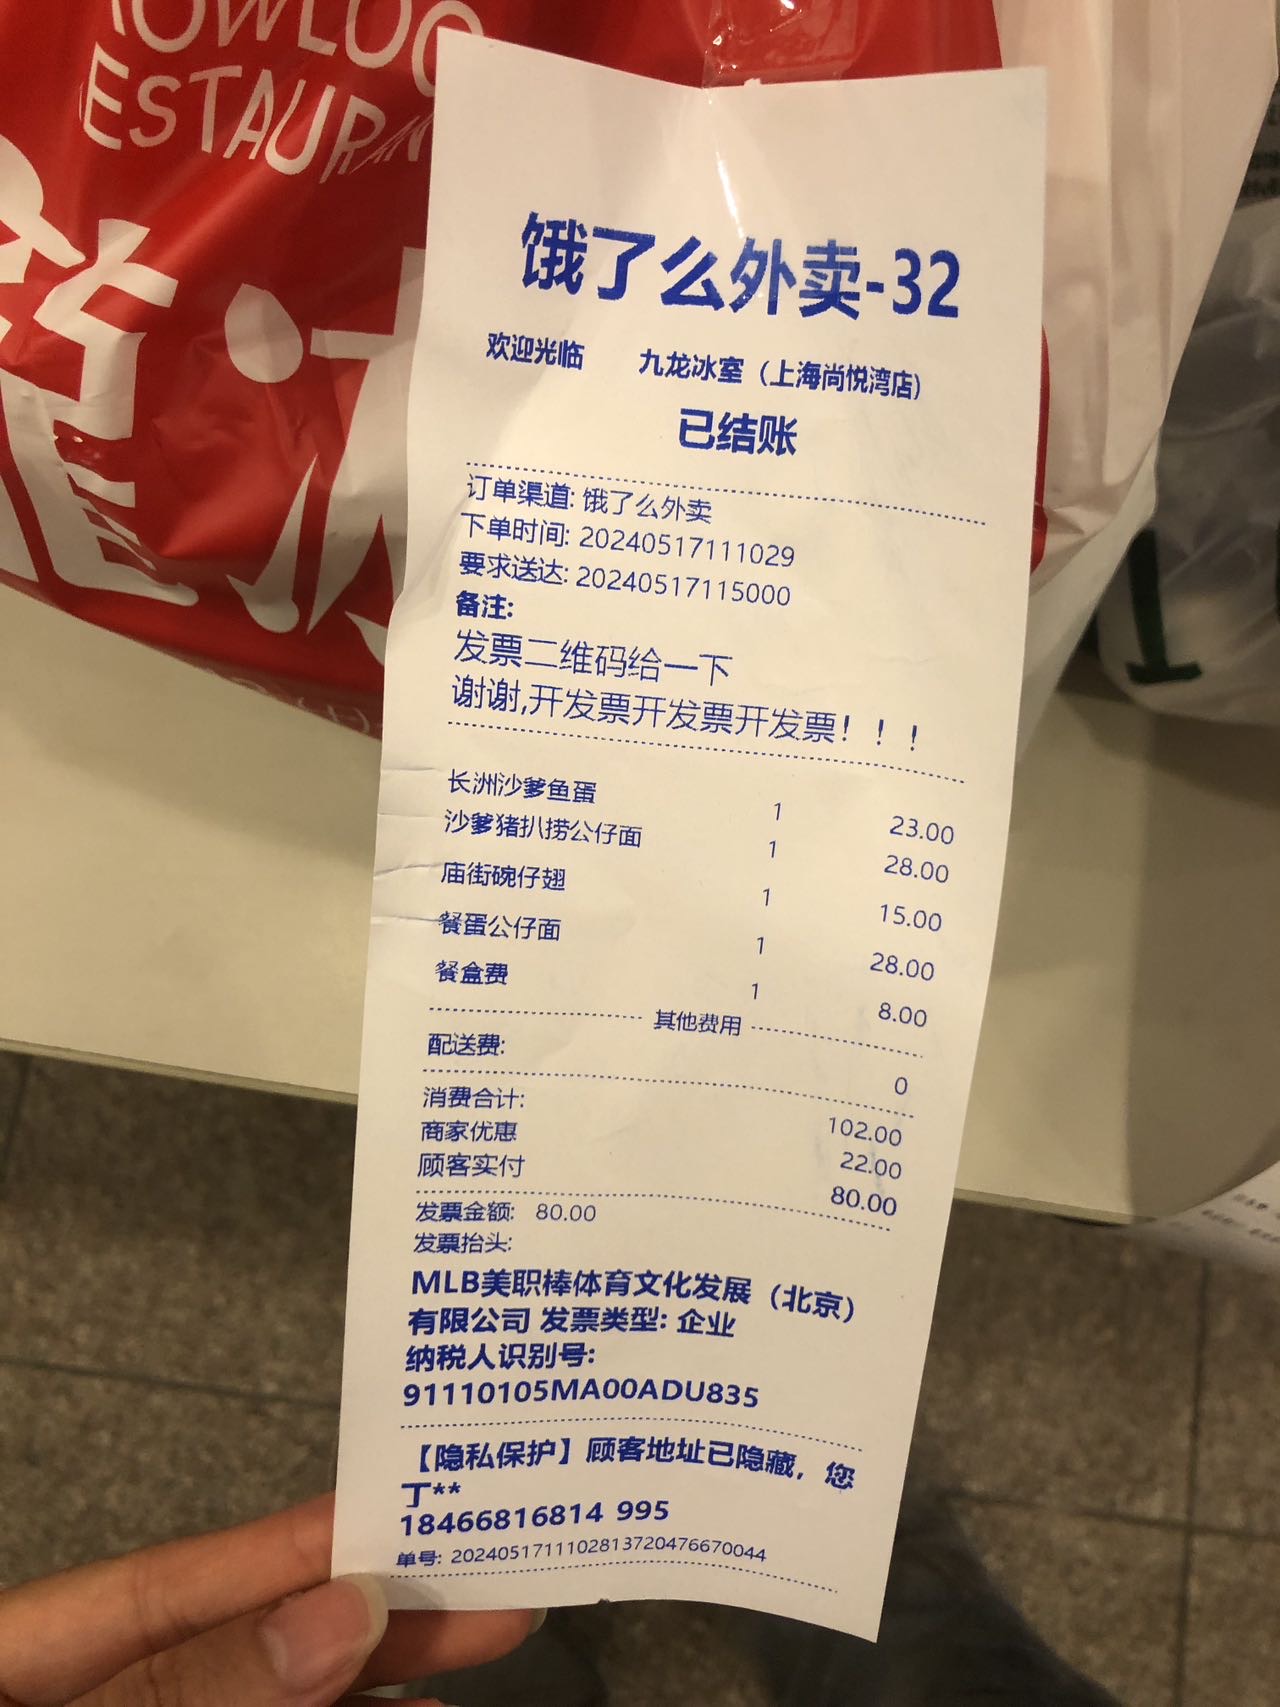 OWLOO
ESTAURAN
饿了么外卖-32
欢迎光临 九龙冰室（上海尚悦湾店）
已结账
订单渠道: 饿了么外卖
下单时间: 20240517111029
要求送达: 20240517115000
备注:
发票二维码给一下
谢谢,开发票开发票开发票！！！
长洲沙爹鱼蛋 1 23.00
沙爹猪扒捞公仔面 1 28.00
庙街碗仔翅 1 15.00
餐蛋公仔面 1 28.00
餐盒费 1 8.00
其他费用
配送费: 0
消费合计: 102.00
商家优惠 22.00
顾客实付 80.00
发票金额: 80.00
发票抬头:
MLB美职棒体育文化发展（北京）
有限公司 发票类型: 企业
纳税人识别号:
91110105MA00ADU835
【隐私保护】顾客地址已隐藏，您
丁**
18466816814 995
单号: 2024051711102813720476670044